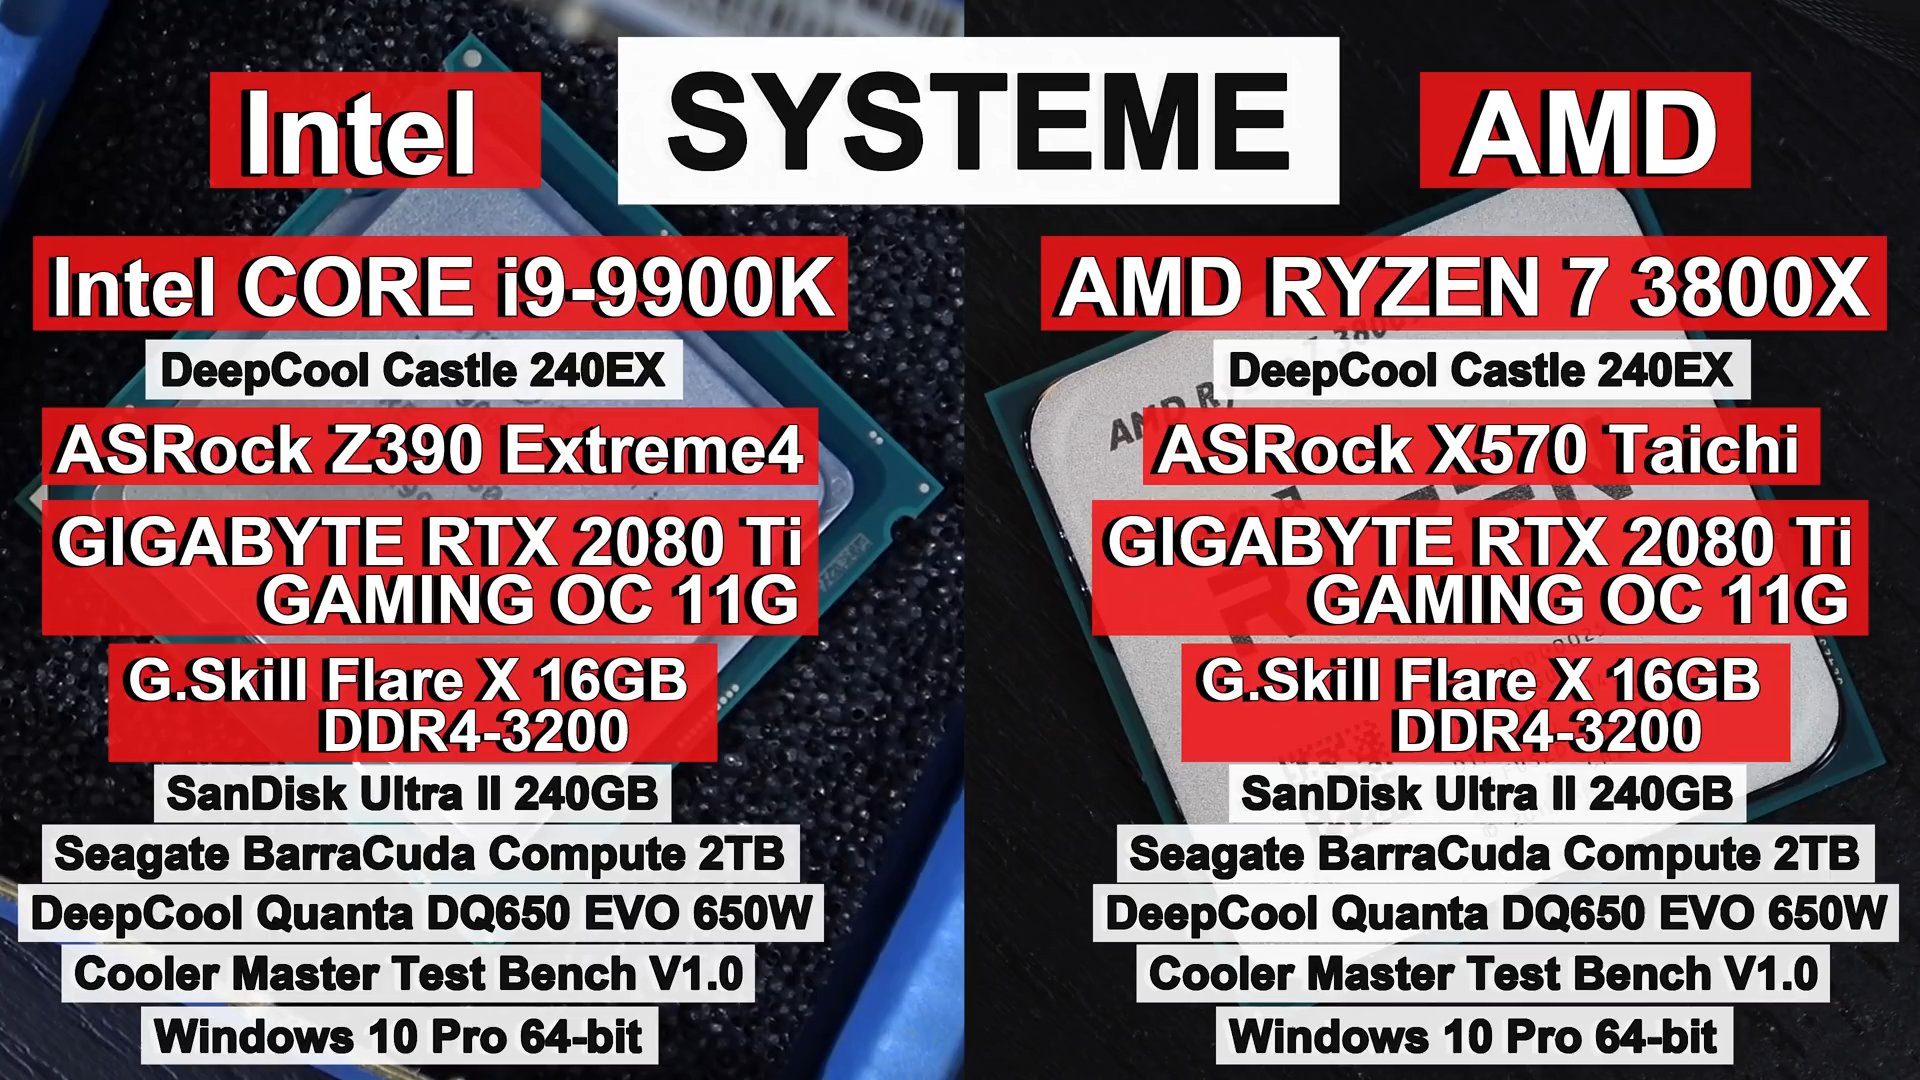 SYSTEME
Intel
Intel CORE i9-9900K
DeepCool Castle 240EX
ASRock Z390 Extreme4
GIGABYTE RTX 2080 Ti
GAMING OC 11G
G.Skill Flare X 16GB
DDR4-3200
SanDisk Ultra II 240GB
Seagate BarraCuda Compute 2TB
DeepCool Quanta DQ650 EVO 650W
Cooler Master Test Bench V1.0
Windows 10 Pro 64-bit
AMD
AMD RYZEN 7 3800X
DeepCool Castle 240EX
ASRock X570 Taichi
GIGABYTE RTX 2080 Ti
GAMING OC 11G
G.Skill Flare X 16GB
DDR4-3200
SanDisk Ultra II 240GB
Seagate BarraCuda Compute 2TB
DeepCool Quanta DQ650 EVO 650W
Cooler Master Test Bench V1.0
Windows 10 Pro 64-bit